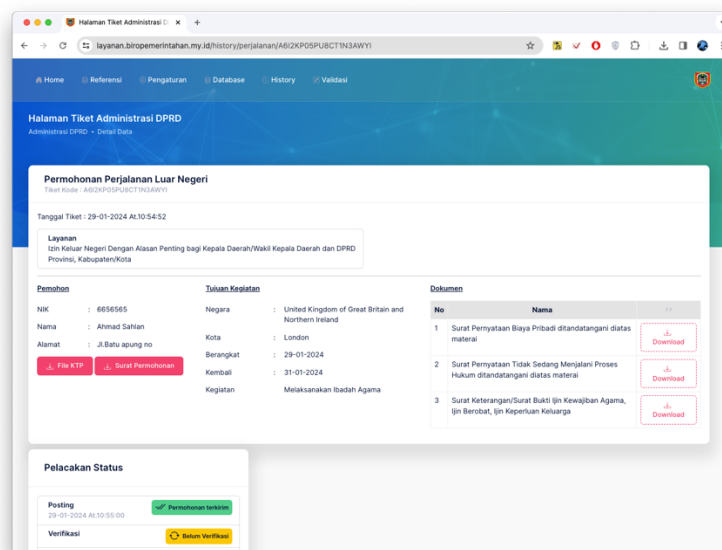 Halaman Tiket Administrasi D
layanan.biropemerintahan.my.id/history/perjalanan/A6I2KP05PU8CT1N3AWYI
Home Referensi Pengaturan Database History Validasi
Halaman Tiket Administrasi DPRD
Administrasi DPRD • Detail Data
Permohonan Perjalanan Luar Negeri
Tiket Kode : A6I2KP05PU8CT1N3AWYI
Tanggal Tiket : 29-01-2024 At.10:54:52
Layanan
Izin Keluar Negeri Dengan Alasan Penting bagi Kepala Daerah/Wakil Kepala Daerah dan DPRD
Provinsi, Kabupaten/Kota
Pemohon
NIK : 6656565
Nama : Ahmad Sahlan
Alamat : Jl.Batu apung no
File KTP Surat Permohonan
Tujuan Kegiatan
Negara : United Kingdom of Great Britain and
Northern Ireland
Kota : London
Berangkat : 29-01-2024
Kembali : 31-01-2024
Kegiatan Melaksanakan Ibadah Agama
Dokumen
No Nama
1 Surat Pernyataan Biaya Pribadi ditandatangani diatas
materai
Download
2 Surat Pernyataan Tidak Sedang Menjalani Proses
Hukum ditandatangani diatas materai
Download
3 Surat Keterangan/Surat Bukti Ijin Kewajiban Agama,
Ijin Berobat, Ijin Keperluan Keluarga
Download
Pelacakan Status
Posting
29-01-2024 At.10:55:00
Permohonan terkirim
Verifikasi
Belum Verifikasi